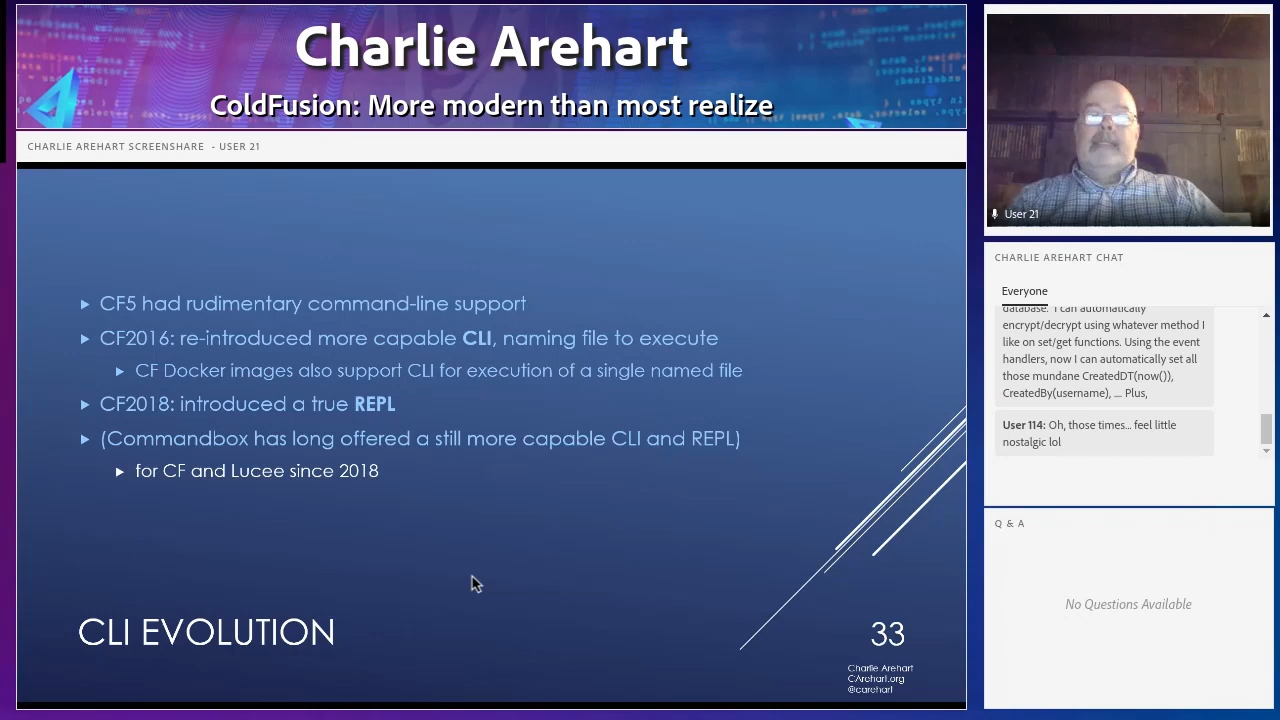 Charlie Arehart
ColdFusion: More modern than most realize
CHARLIE AREHART SCREENSHARE - USER 21
CF5 had rudimentary command-line support
CF2016: re-introduced more capable CLI, naming file to execute
CF Docker images also support CLI for execution of a single named file
CF2018: introduced a true REPL
(Commandbox has long offered a still more capable CLI and REPL)
for CF and Lucee since 2018
CLI EVOLUTION
33
Charlie Arehart
CArehart.org
@carehart
User 21
CHARLIE AREHART CHAT
Everyone
database. I can automatically
encrypt/decrypt using whatever method I
like on set/get functions. Using the event
handlers, now I can automatically set all
those mundane CreatedDT(now()),
CreatedBy(username), .... Plus,
User 114: Oh, those times... feel little
nostalgic lol
Q & A
No Questions Available